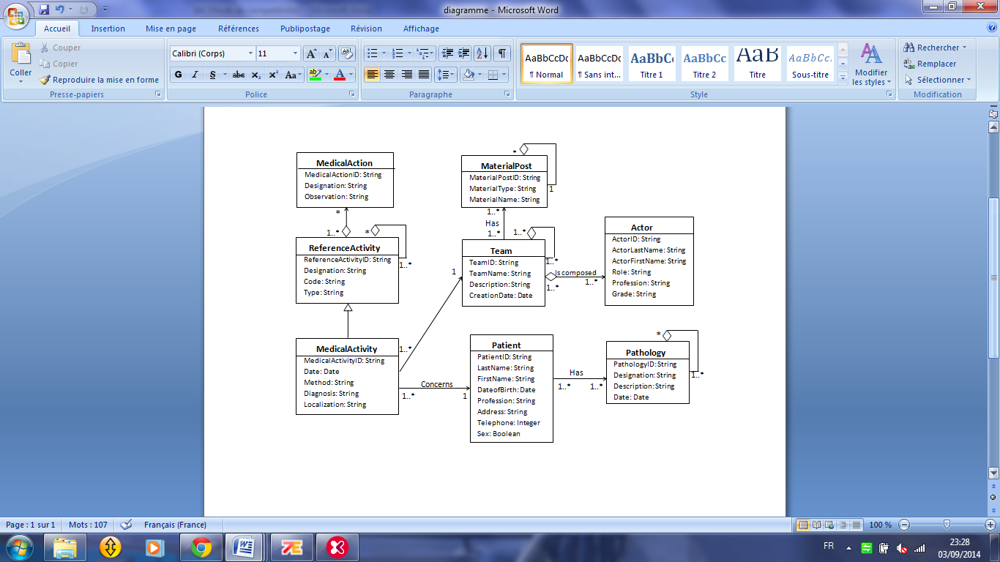 diagramme - Microsoft Word
Accueil
Insertion
Mise en page
Références
Publipostage
Révision
Affichage
Coller
Couper
Copier
Reproduire la mise en forme
Presse-papiers
Calibri (Corps)
11
G I S abc x₂ x² Aa
Police
Paragraphe
AaBbCcDc
¶ Normal
AaBbCcDc
¶ Sans int...
AaBbC
Titre 1
AaBbCc
Titre 2
AaB
Titre
AaBbCc.
Sous-titre
Modifier
les styles
Style
Rechercher
Remplacer
Sélectionner
Modification
MedicalAction
MedicalActionID: String
Designation: String
Observation: String
*
1..*
*
1..*
ReferenceActivity
ReferenceActivityID: String
Designation: String
Code: String
Type: String
MedicalActivity
MedicalActivityID: String
Date: Date
Method: String
Diagnosis: String
Localization: String
1..*
1
Concerns
1..*
1
MaterialPost
MaterialPostID: String
MaterialType: String
MaterialName: String
*
1
1..*
Has
1..*
1..*
1..*
Team
TeamID: String
TeamName: String
Description: String
CreationDate: Date
Is composed
1..*
1..*
Actor
ActorID: String
ActorLastName: String
ActorFirstName: String
Role: String
Profession: String
Grade: String
Patient
PatientID: String
LastName: String
FirstName: String
DateofBirth: Date
Profession: String
Address: String
Telephone: Integer
Sex: Boolean
Has
1..*
1..*
*
1..*
Pathology
PathologyID: String
Designation: String
Description: String
Date: Date
Page : 1 sur 1
Mots : 107
Français (France)
100 %
FR
23:28
03/09/2014